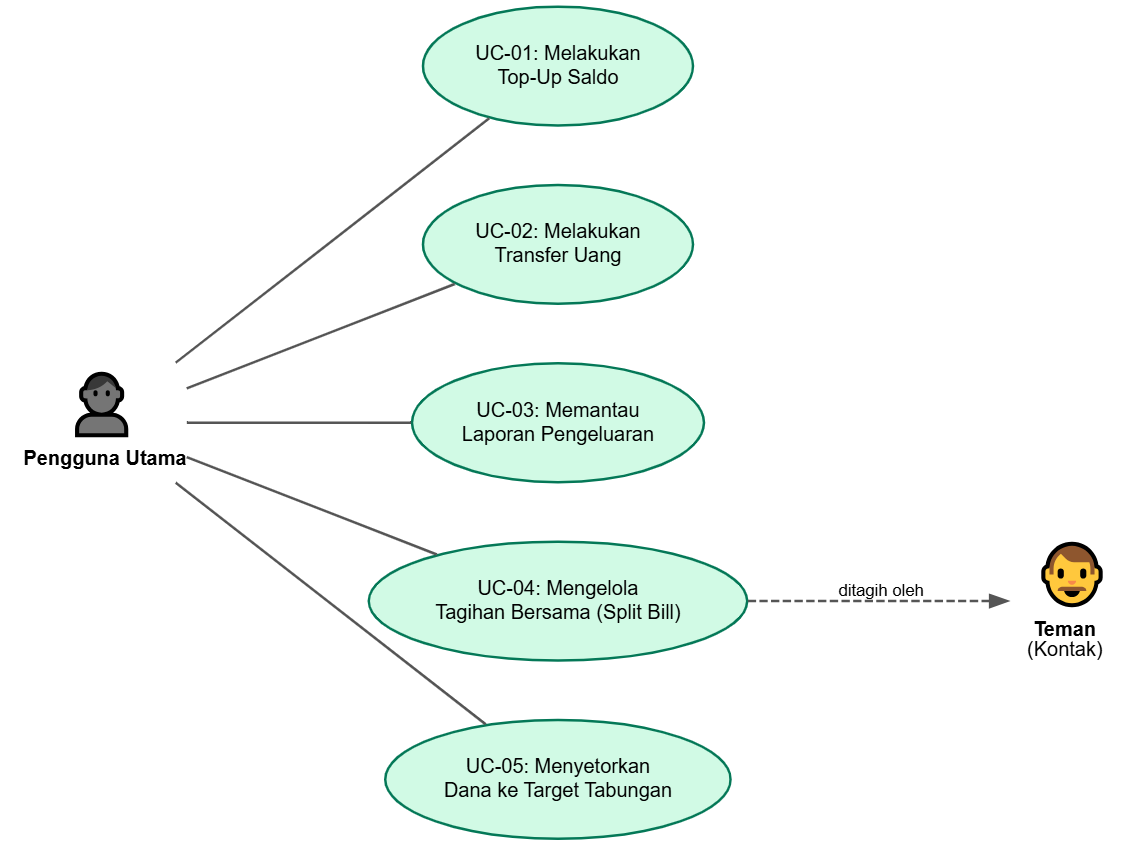 UC-01: Melakukan
Top-Up Saldo
UC-02: Melakukan
Transfer Uang
UC-03: Memantau
Laporan Pengeluaran
Pengguna Utama
UC-04: Mengelola
Tagihan Bersama (Split Bill)
ditagih oleh
Teman
(Kontak)
UC-05: Menyetorkan
Dana ke Target Tabungan